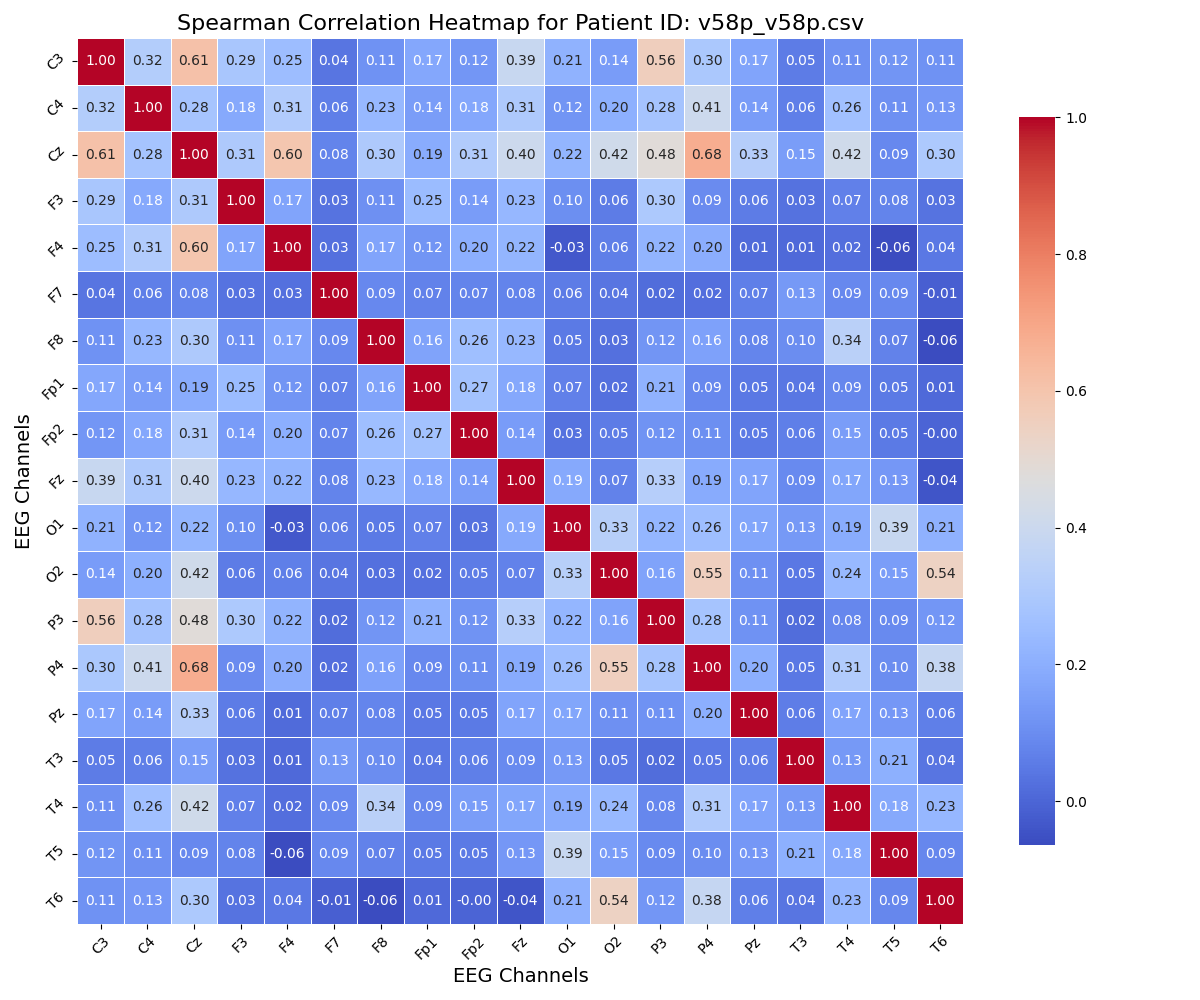 Spearman Correlation Heatmap for Patient ID: v58p_v58p.csv
C3 1.00 0.32 0.61 0.29 0.25 0.04 0.11 0.17 0.12 0.39 0.21 0.14 0.56 0.30 0.17 0.05 0.11 0.12 0.11
C4 0.32 1.00 0.28 0.18 0.31 0.06 0.23 0.14 0.18 0.31 0.12 0.20 0.28 0.41 0.14 0.06 0.26 0.11 0.13
Cz 0.61 0.28 1.00 0.31 0.60 0.08 0.30 0.19 0.31 0.40 0.22 0.42 0.48 0.68 0.33 0.15 0.42 0.09 0.30
F3 0.29 0.18 0.31 1.00 0.17 0.03 0.11 0.25 0.14 0.23 0.10 0.06 0.30 0.09 0.06 0.03 0.07 0.08 0.03
F4 0.25 0.31 0.60 0.17 1.00 0.03 0.17 0.12 0.20 0.22 -0.03 0.06 0.22 0.20 0.01 0.01 0.02 -0.06 0.04
F7 0.04 0.06 0.08 0.03 0.03 1.00 0.09 0.07 0.07 0.08 0.06 0.04 0.02 0.02 0.07 0.13 0.09 0.09 -0.01
F8 0.11 0.23 0.30 0.11 0.17 0.09 1.00 0.16 0.26 0.23 0.05 0.03 0.12 0.16 0.08 0.10 0.34 0.07 -0.06
Fp1 0.17 0.14 0.19 0.25 0.12 0.07 0.16 1.00 0.27 0.18 0.07 0.02 0.21 0.09 0.05 0.04 0.09 0.05 0.01
Fp2 0.12 0.18 0.31 0.14 0.20 0.07 0.26 0.27 1.00 0.14 0.03 0.05 0.12 0.11 0.05 0.06 0.15 0.05 -0.00
Fz 0.39 0.31 0.40 0.23 0.22 0.08 0.23 0.18 0.14 1.00 0.19 0.07 0.33 0.19 0.17 0.09 0.17 0.13 -0.04
O1 0.21 0.12 0.22 0.10 -0.03 0.06 0.05 0.07 0.03 0.19 1.00 0.33 0.22 0.26 0.17 0.13 0.19 0.39 0.21
O2 0.14 0.20 0.42 0.06 0.06 0.04 0.03 0.02 0.05 0.07 0.33 1.00 0.16 0.55 0.11 0.05 0.24 0.15 0.54
P3 0.56 0.28 0.48 0.30 0.22 0.02 0.12 0.21 0.12 0.33 0.22 0.16 1.00 0.28 0.11 0.02 0.08 0.09 0.12
P4 0.30 0.41 0.68 0.09 0.20 0.02 0.16 0.09 0.11 0.19 0.26 0.55 0.28 1.00 0.20 0.05 0.31 0.10 0.38
Pz 0.17 0.14 0.33 0.06 0.01 0.07 0.08 0.05 0.05 0.17 0.17 0.11 0.11 0.20 1.00 0.06 0.17 0.13 0.06
T3 0.05 0.06 0.15 0.03 0.01 0.13 0.10 0.04 0.06 0.09 0.13 0.05 0.02 0.05 0.06 1.00 0.13 0.21 0.04
T4 0.11 0.26 0.42 0.07 0.02 0.09 0.34 0.09 0.15 0.17 0.19 0.24 0.08 0.31 0.17 0.13 1.00 0.18 0.23
T5 0.12 0.11 0.09 0.08 -0.06 0.09 0.07 0.05 0.05 0.13 0.39 0.15 0.09 0.10 0.13 0.21 0.18 1.00 0.09
T6 0.11 0.13 0.30 0.03 0.04 -0.01 -0.06 0.01 -0.00 -0.04 0.21 0.54 0.12 0.38 0.06 0.04 0.23 0.09 1.00
C3 C4 Cz F3 F4 F7 F8 Fp1 Fp2 Fz O1 O2 P3 P4 Pz T3 T4 T5 T6
EEG Channels
EEG Channels
1.0
0.8
0.6
0.4
0.2
0.0